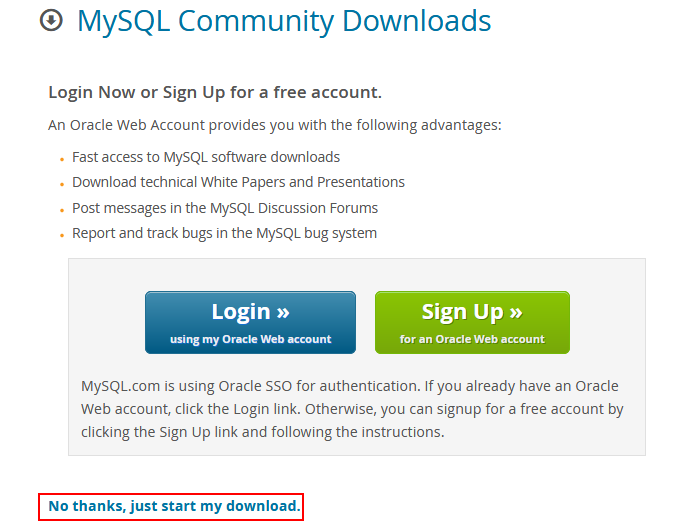 MySQL Community Downloads
Login Now or Sign Up for a free account.
An Oracle Web Account provides you with the following advantages:
Fast access to MySQL software downloads
Download technical White Papers and Presentations
Post messages in the MySQL Discussion Forums
Report and track bugs in the MySQL bug system
Login »
using my Oracle Web account
Sign Up »
for an Oracle Web account
MySQL.com is using Oracle SSO for authentication. If you already have an Oracle
Web account, click the Login link. Otherwise, you can signup for a free account by
clicking the Sign Up link and following the instructions.
No thanks, just start my download.